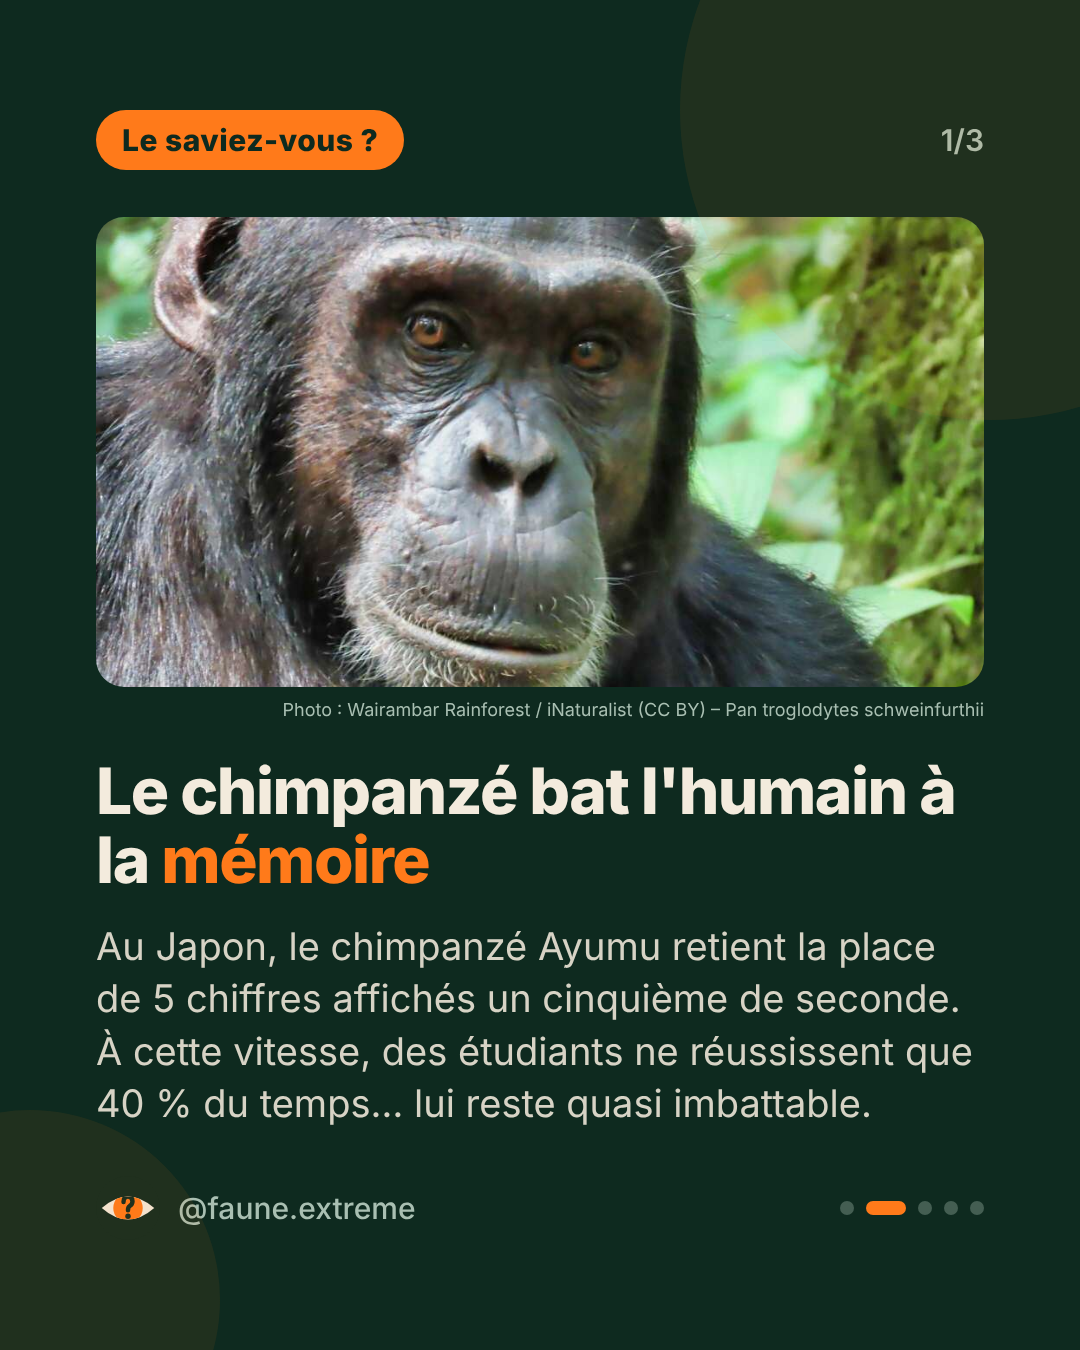 Le saviez-vous ?
1/3
Photo : Wairambar Rainforest / iNaturalist (CC BY) – Pan troglodytes schweinfurthii
Le chimpanzé bat l'humain à
la mémoire
Au Japon, le chimpanzé Ayumu retient la place
de 5 chiffres affichés un cinquième de seconde.
À cette vitesse, des étudiants ne réussissent que
40 % du temps... lui reste quasi imbattable.
?
@faune.extreme